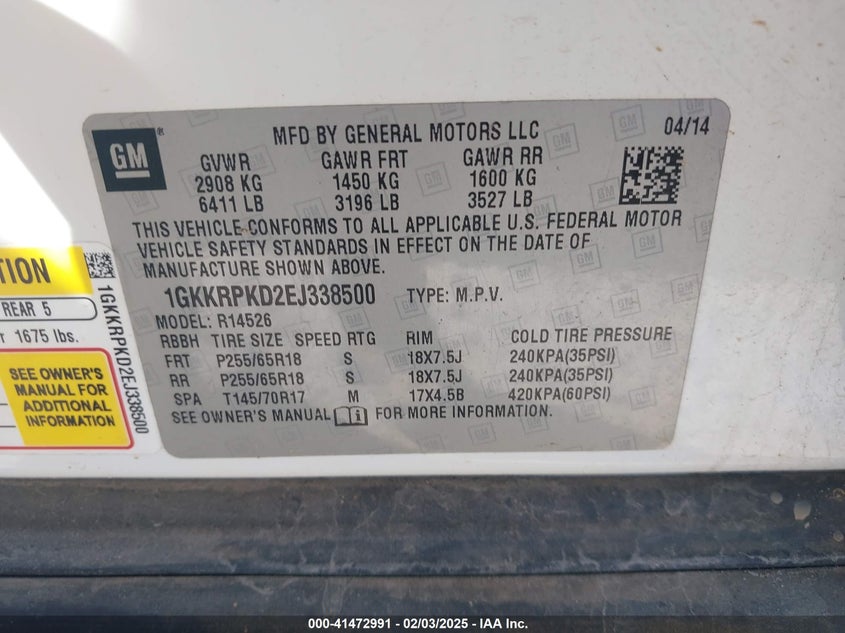 GM
®
MFD BY GENERAL MOTORS LLC
04/14
GVWR GAWR FRT GAWR RR
2908 KG 1450 KG 1600 KG
6411 LB 3196 LB 3527 LB
THIS VEHICLE CONFORMS TO ALL APPLICABLE U.S. FEDERAL MOTOR
VEHICLE SAFETY STANDARDS IN EFFECT ON THE DATE OF
MANUFACTURE SHOWN ABOVE.
1GKKRPKD2EJ338500 TYPE: M.P.V.
MODEL: R14526
RBBH TIRE SIZE SPEED RTG RIM COLD TIRE PRESSURE
FRT P255/65R18 S 18X7.5J 240KPA(35PSI)
RR P255/65R18 S 18X7.5J 240KPA(35PSI)
SPA T145/70R17 M 17X4.5B 420KPA(60PSI)
SEE OWNER'S MANUAL FOR MORE INFORMATION.
REAR 5
1675 lbs.
SEE OWNER'S
MANUAL FOR
ADDITIONAL
INFORMATION
1GKKRPKD2EJ338500
000-41472991 - 02/03/2025 - IAA Inc.